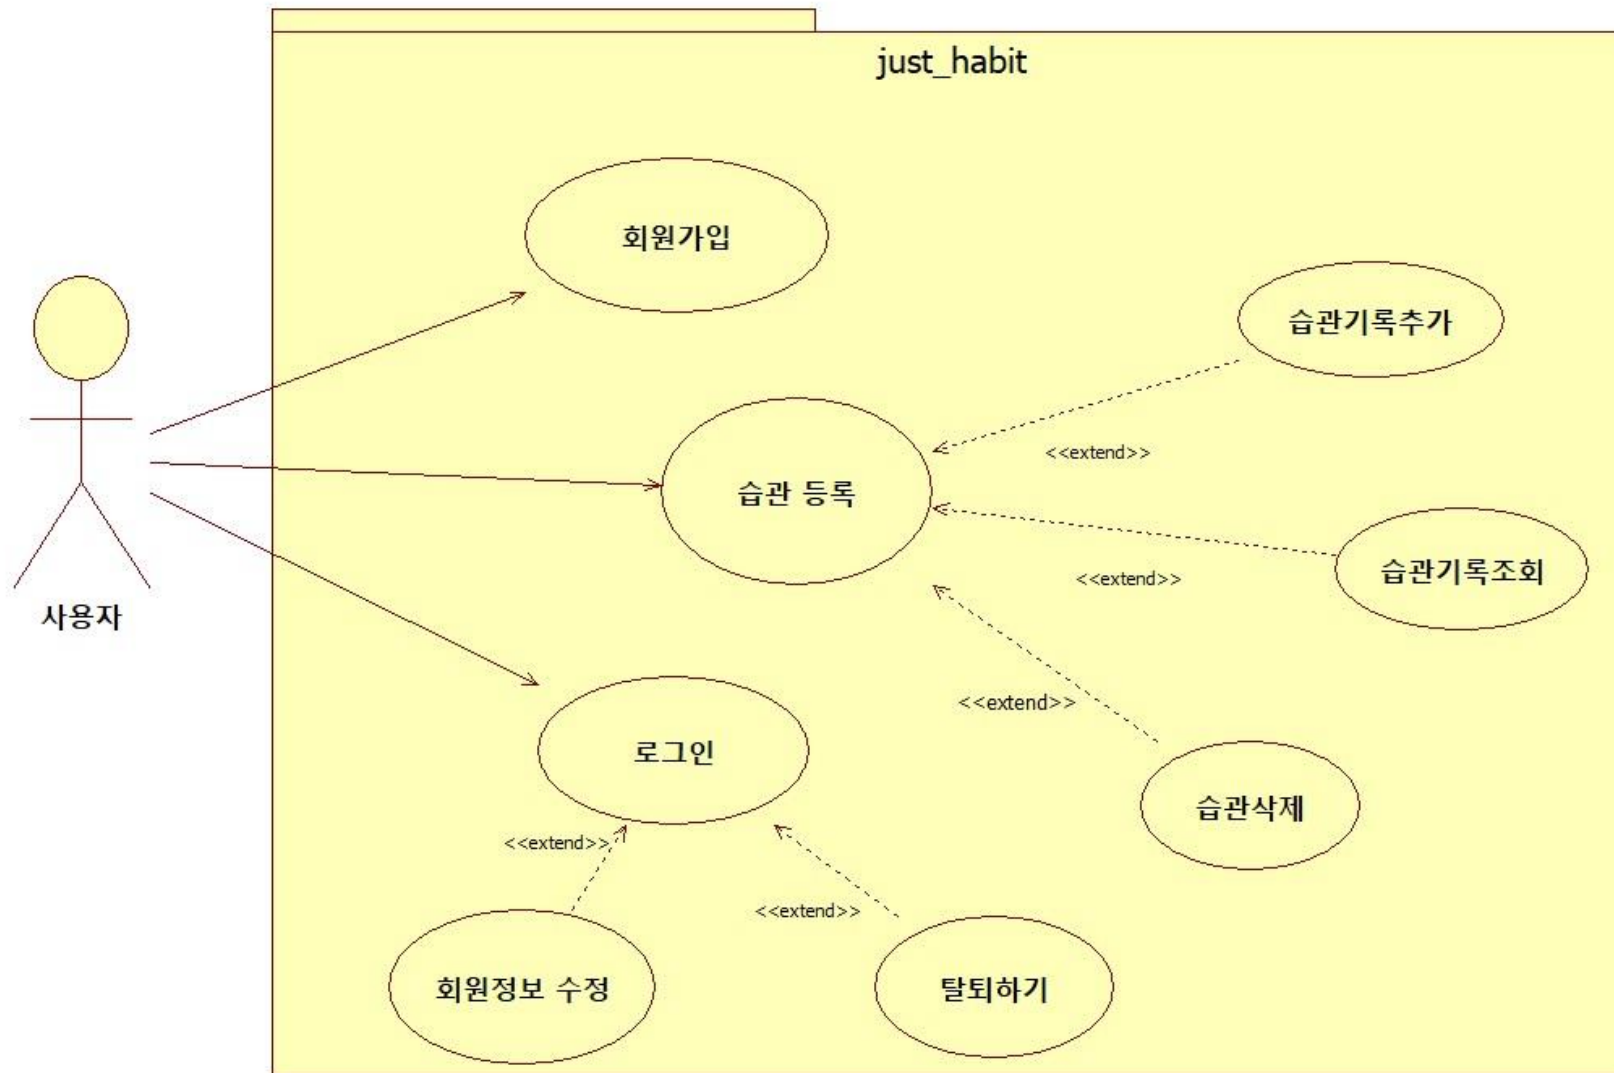 just_habit
회원가입
습관기록추가
<<extend>>
습관 등록
습관기록조회
<<extend>>
사용자
<<extend>>
로그인
습관삭제
<<extend>>
<<extend>>
회원정보 수정
탈퇴하기